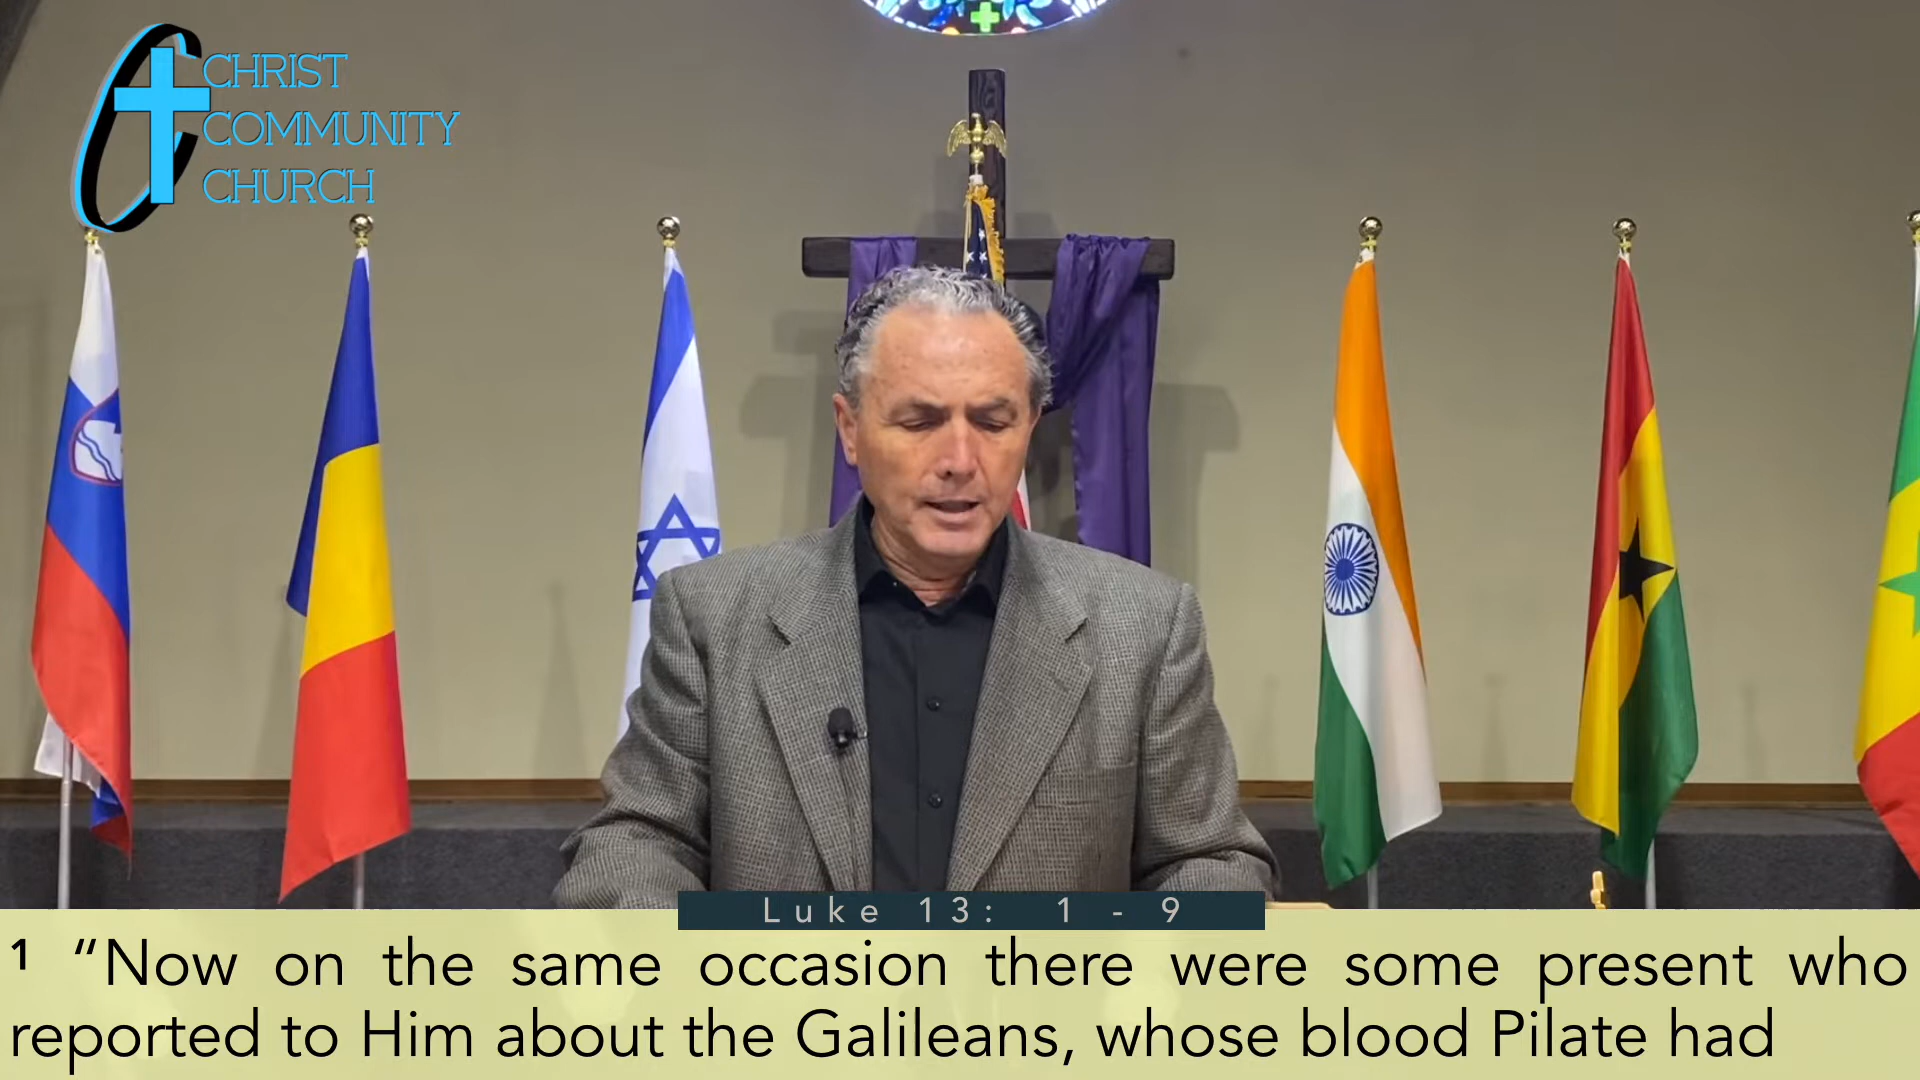 CHRIST
COMMUNITY
CHURCH
Luke 13: 1 - 9
¹ “Now on the same occasion there were some present who
reported to Him about the Galileans, whose blood Pilate had